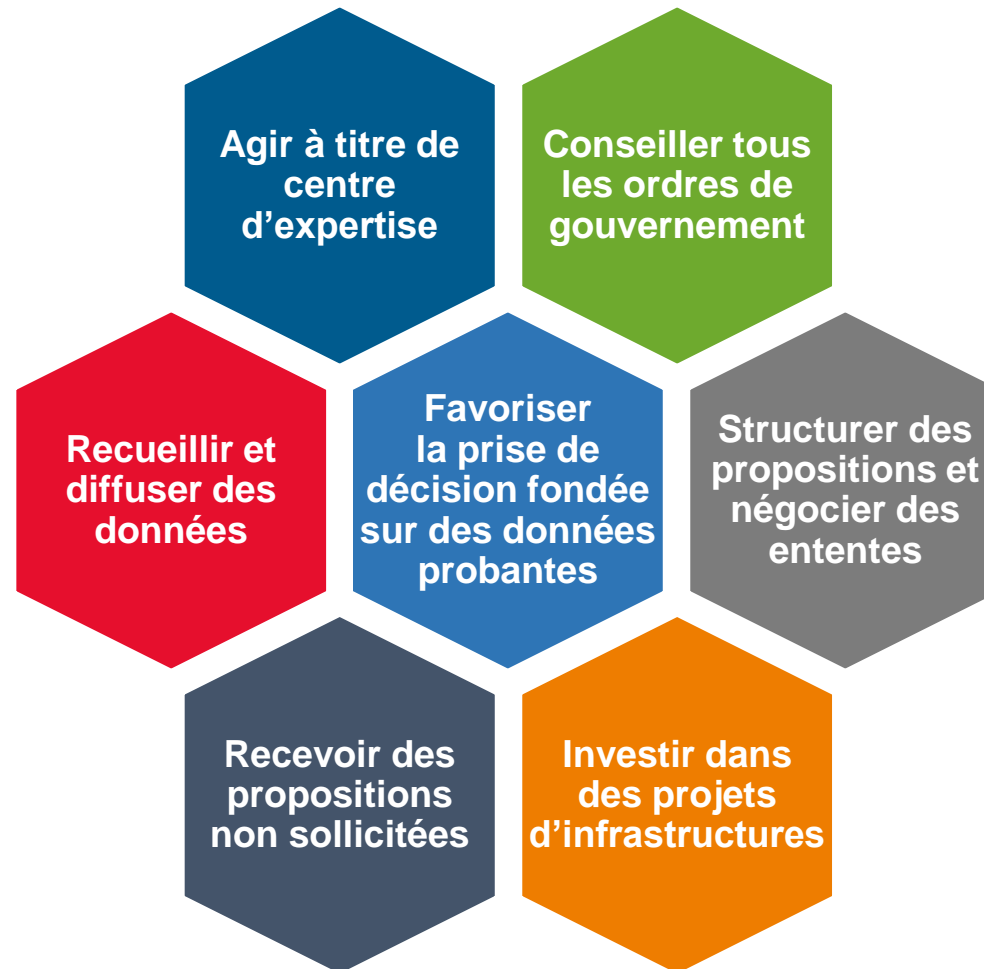 Agir à titre de
centre
d’expertise
Conseiller tous
les ordres de
gouvernement
Recueillir et
diffuser des
données
Favoriser
la prise de
décision fondée
sur des données
probantes
Structurer des
propositions et
négocier des
ententes
Recevoir des
propositions
non sollicitées
Investir dans
des projets
d’infrastructures